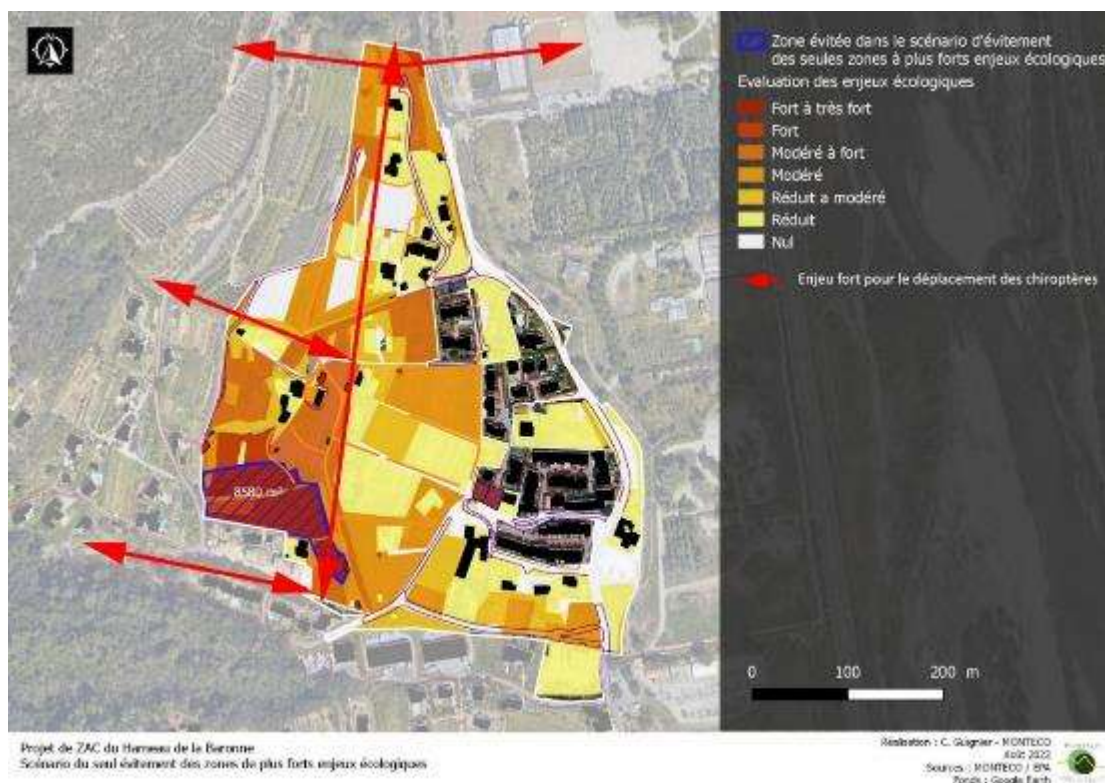 Zone évitée dans le scénario d'évitement
des seules zones à plus forts enjeux écologiques
Evaluation des enjeux écologiques
Fort à très fort
Fort
Modéré à fort
Modéré
Réduit a modéré
Réduit
Nul
Enjeu fort pour le déplacement des chiroptères
8580 m²
0 100 200 m
Projet de ZAC du Hameau de la Baronne
Scénario du seul évitement des zones de plus forts enjeux écologiques
Réalisation : C. Guignier - MONTECO
Août 2022
Sources : MONTECO / EPA
Fonds : Google Earth